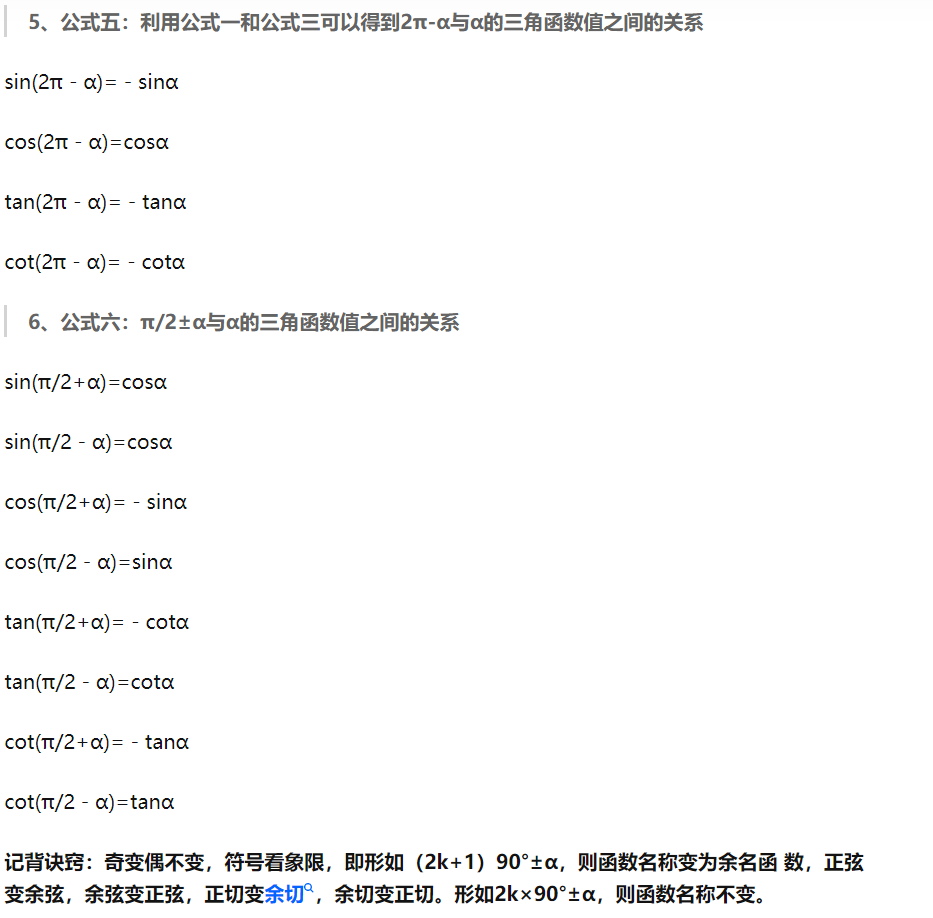 5、公式五：利用公式一和公式三可以得到2π-α与α的三角函数值之间的关系
sin(2π﹣α)=﹣sinα
cos(2π﹣α)=cosα
tan(2π﹣α)=﹣tanα
cot(2π﹣α)=﹣cotα
6、公式六：π/2±α与α的三角函数值之间的关系
sin(π/2+α)=cosα
sin(π/2﹣α)=cosα
cos(π/2+α)=﹣sinα
cos(π/2﹣α)=sinα
tan(π/2+α)=﹣cotα
tan(π/2﹣α)=cotα
cot(π/2+α)=﹣tanα
cot(π/2﹣α)=tanα
记背诀窍：奇变偶不变，符号看象限，即形如（2k+1）90°±α，则函数名称变为余名函 数，正弦
变余弦，余弦变正弦，正切变余切，余切变正切。形如2k×90°±α，则函数名称不变。